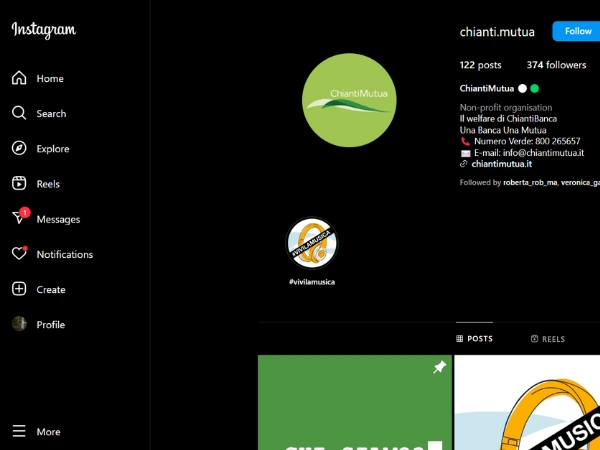 Instagram
Home
Search
Explore
Reels
Messages
1
Notifications
Create
Profile
More
ChiantiMutua
chianti.mutua
Follow
122 posts 374 followers
ChiantiMutua
Non-profit organisation
Il welfare di ChiantiBanca
Una Banca Una Mutua
Numero Verde: 800 265657
E-mail: info@chiantimutua.it
chiantimutua.it
Followed by roberta_rob_ma, veronica_ga
#VIVILAMUSICA
#vivilamusica
POSTS REELS